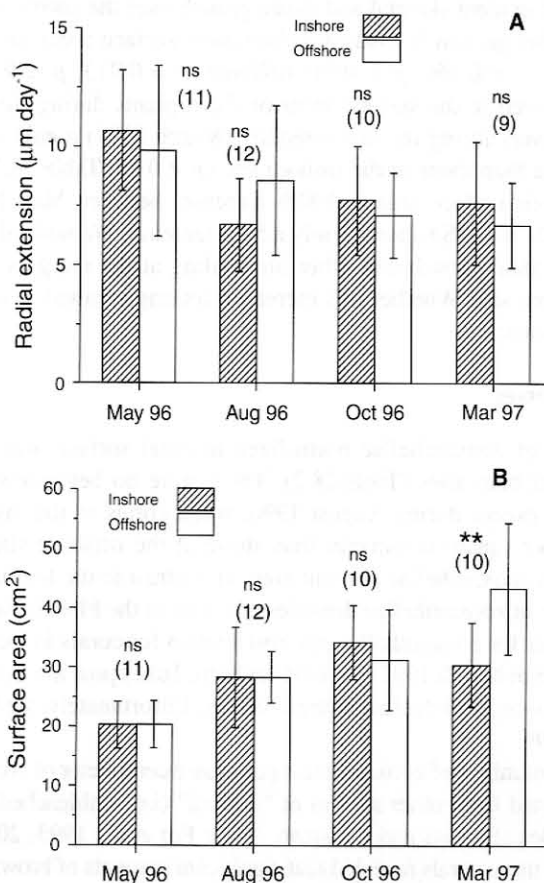 A
Inshore
Offshore
Radial extension (µm day-1)
10
5
0
ns
(11)
ns
(12)
ns
(10)
ns
(9)
May 96
Aug 96
Oct 96
Mar 97
B
Inshore
Offshore
Surface area (cm2)
60
50
40
30
20
10
0
ns
(11)
ns
(12)
ns
(10)
**
(10)
May 96
Aug 96
Oct 96
Mar 97